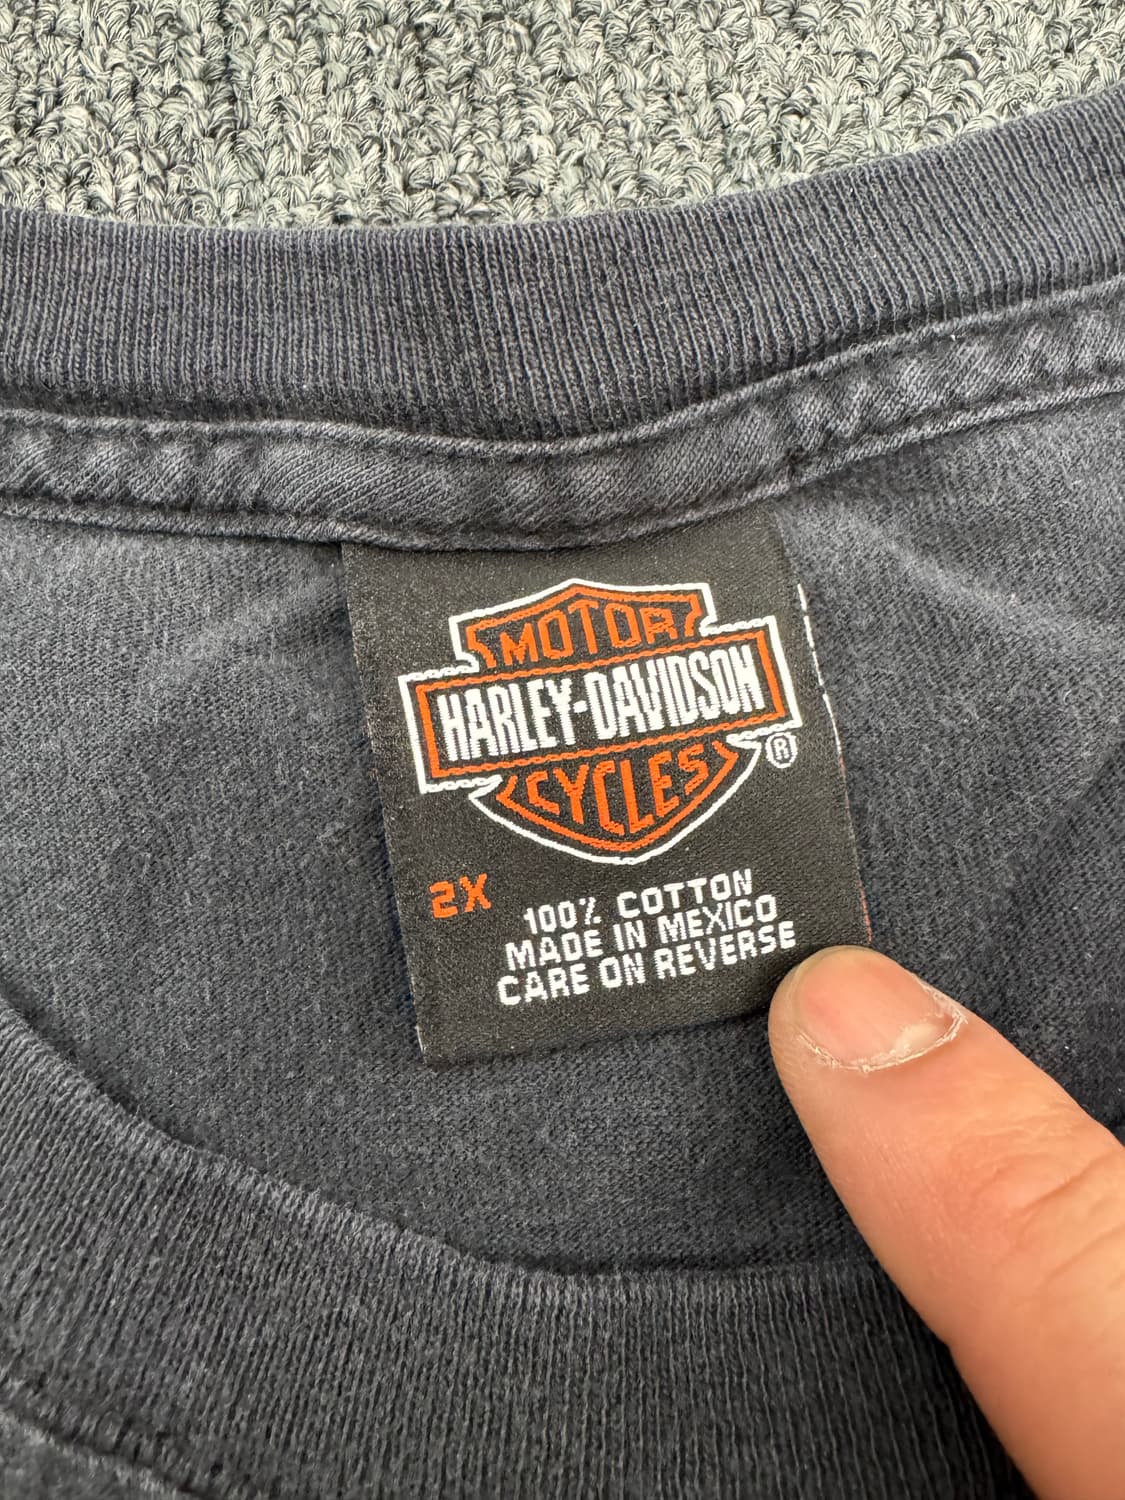 MOTOR
HARLEY-DAVIDSON
®
CYCLES
2X
100% COTTON
MADE IN MEXICO
CARE ON REVERSE